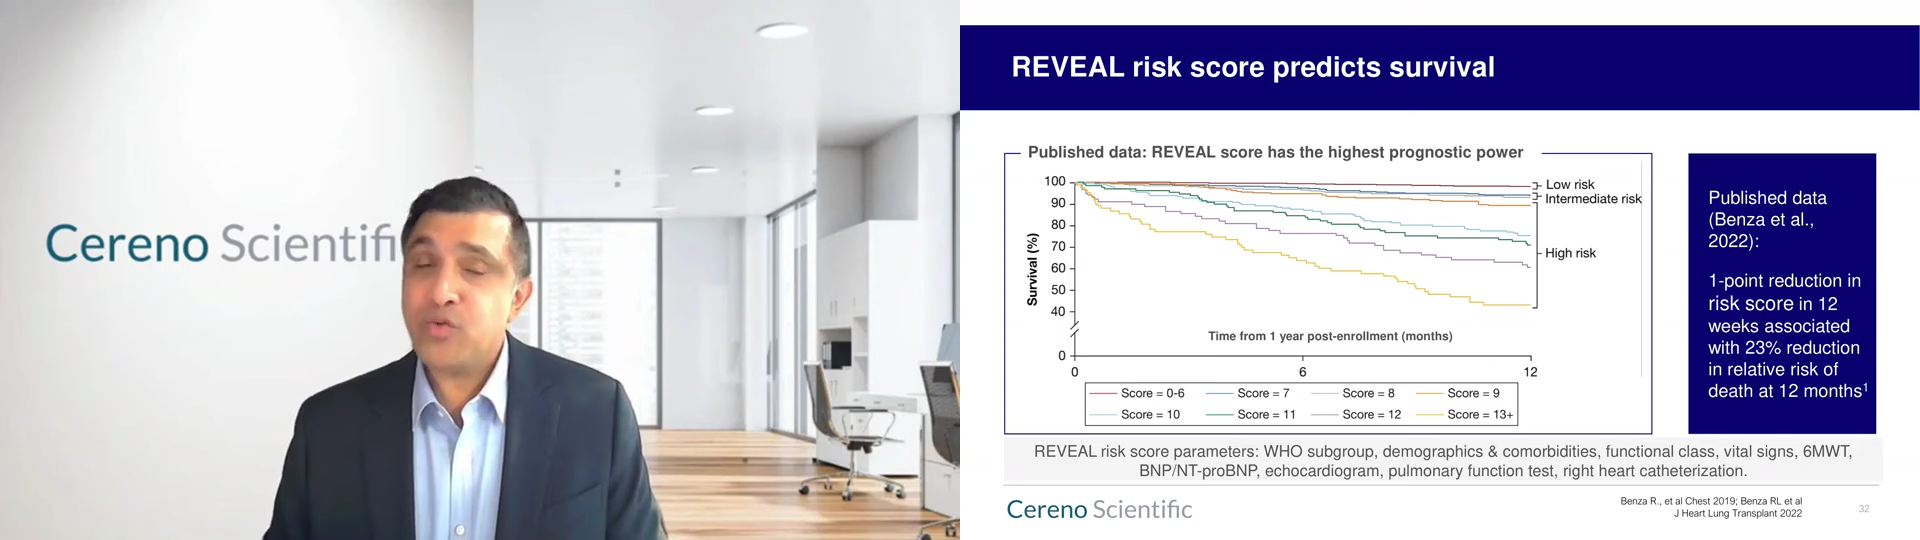 Cereno Scientifi
REVEAL risk score predicts survival
Published data: REVEAL score has the highest prognostic power
100
90
80
70
60
50
40
0
Survival (%)
Low risk
Intermediate risk
High risk
Time from 1 year post-enrollment (months)
0 6 12
Score = 0-6 Score = 7 Score = 8 Score = 9
Score = 10 Score = 11 Score = 12 Score = 13+
Published data
(Benza et al.,
2022):
1-point reduction in
risk score in 12
weeks associated
with 23% reduction
in relative risk of
death at 12 months¹
REVEAL risk score parameters: WHO subgroup, demographics & comorbidities, functional class, vital signs, 6MWT,
BNP/NT-proBNP, echocardiogram, pulmonary function test, right heart catheterization.
Cereno Scientific
Benza R., et al Chest 2019; Benza RL et al
J Heart Lung Transplant 2022
32